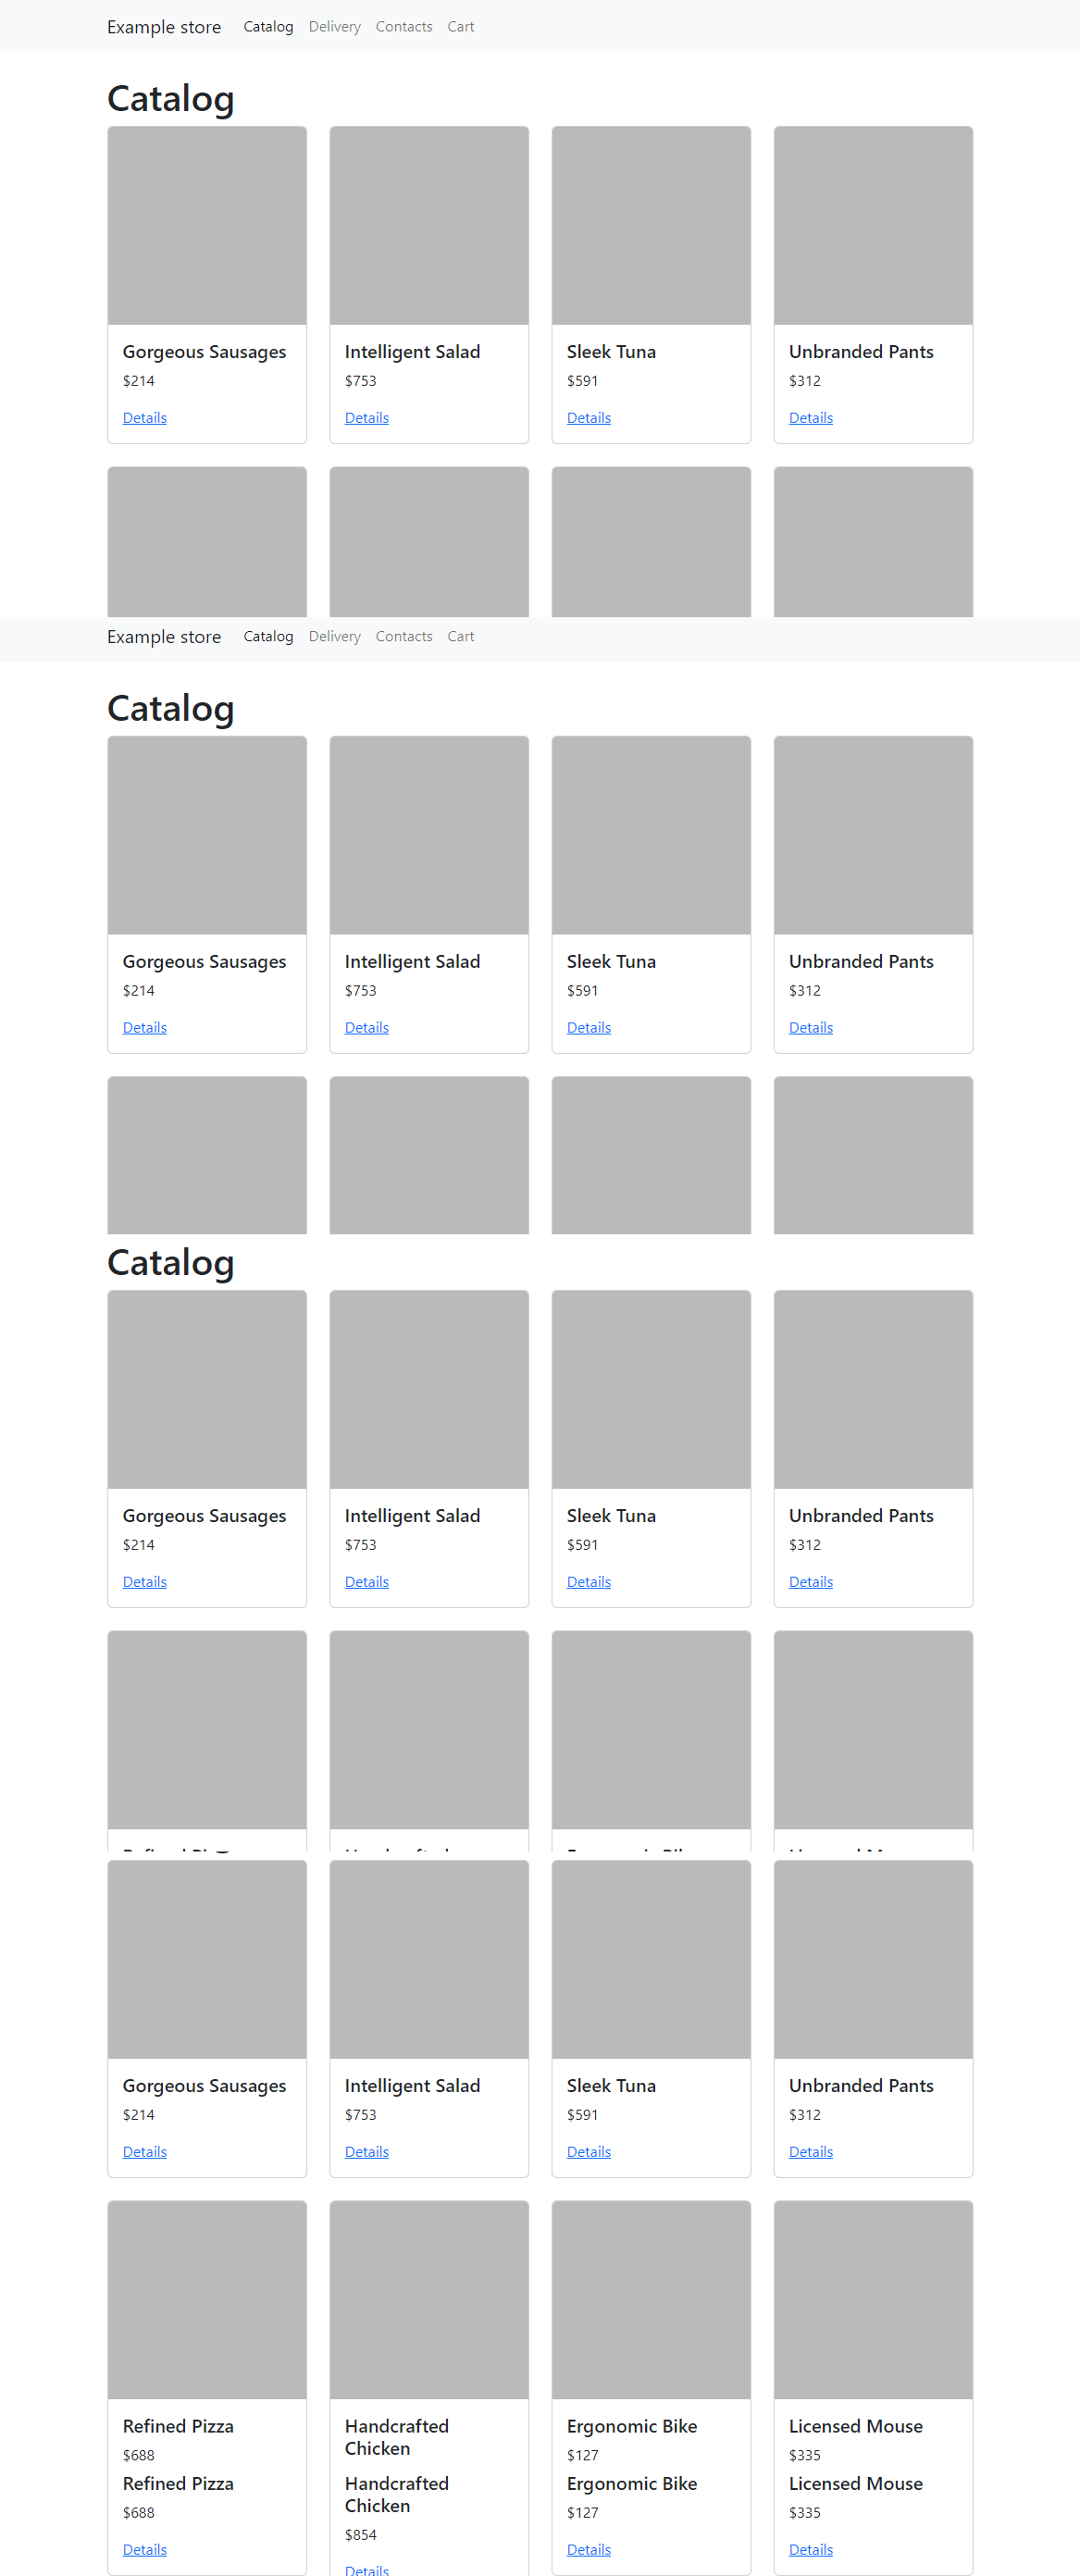 Example store Catalog Delivery Contacts Cart
Catalog
Gorgeous Sausages Intelligent Salad Sleek Tuna Unbranded Pants
$214 $753 $591 $312
Details Details Details Details
Example store Catalog Delivery Contacts Cart
Catalog
Gorgeous Sausages Intelligent Salad Sleek Tuna Unbranded Pants
$214 $753 $591 $312
Details Details Details Details
Catalog
Gorgeous Sausages Intelligent Salad Sleek Tuna Unbranded Pants
$214 $753 $591 $312
Details Details Details Details
Gorgeous Sausages Intelligent Salad Sleek Tuna Unbranded Pants
$214 $753 $591 $312
Details Details Details Details
Refined Pizza Handcrafted Ergonomic Bike Licensed Mouse
Chicken
$688 $127 $335
Refined Pizza Handcrafted Ergonomic Bike Licensed Mouse
Chicken
$688 $127 $335
$854
Details Details Details
Details